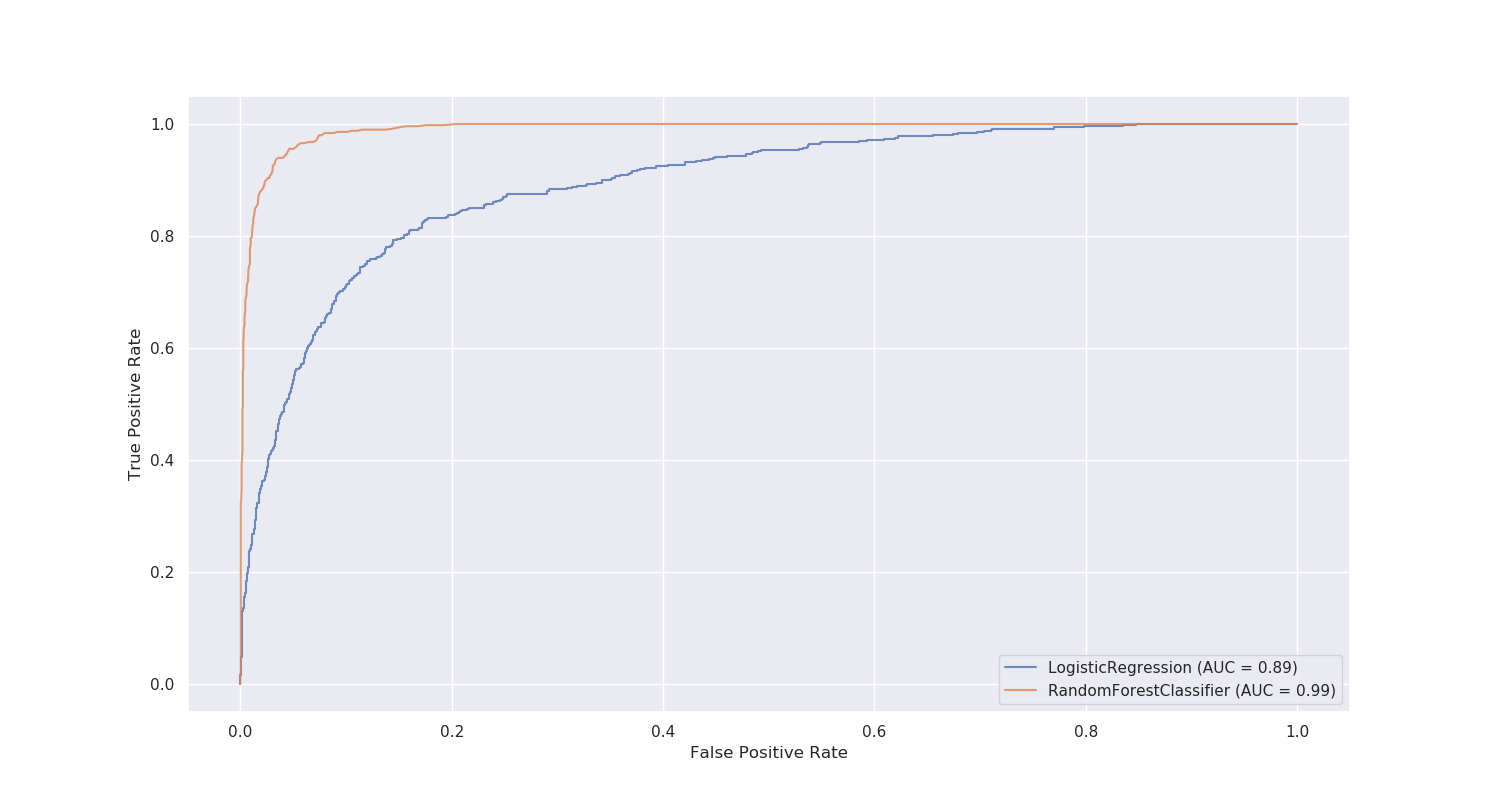 1.0
0.8
0.6
0.4
0.2
0.0
True Positive Rate
LogisticRegression (AUC = 0.89)
RandomForestClassifier (AUC = 0.99)
0.0 0.2 0.4 0.6 0.8 1.0
False Positive Rate